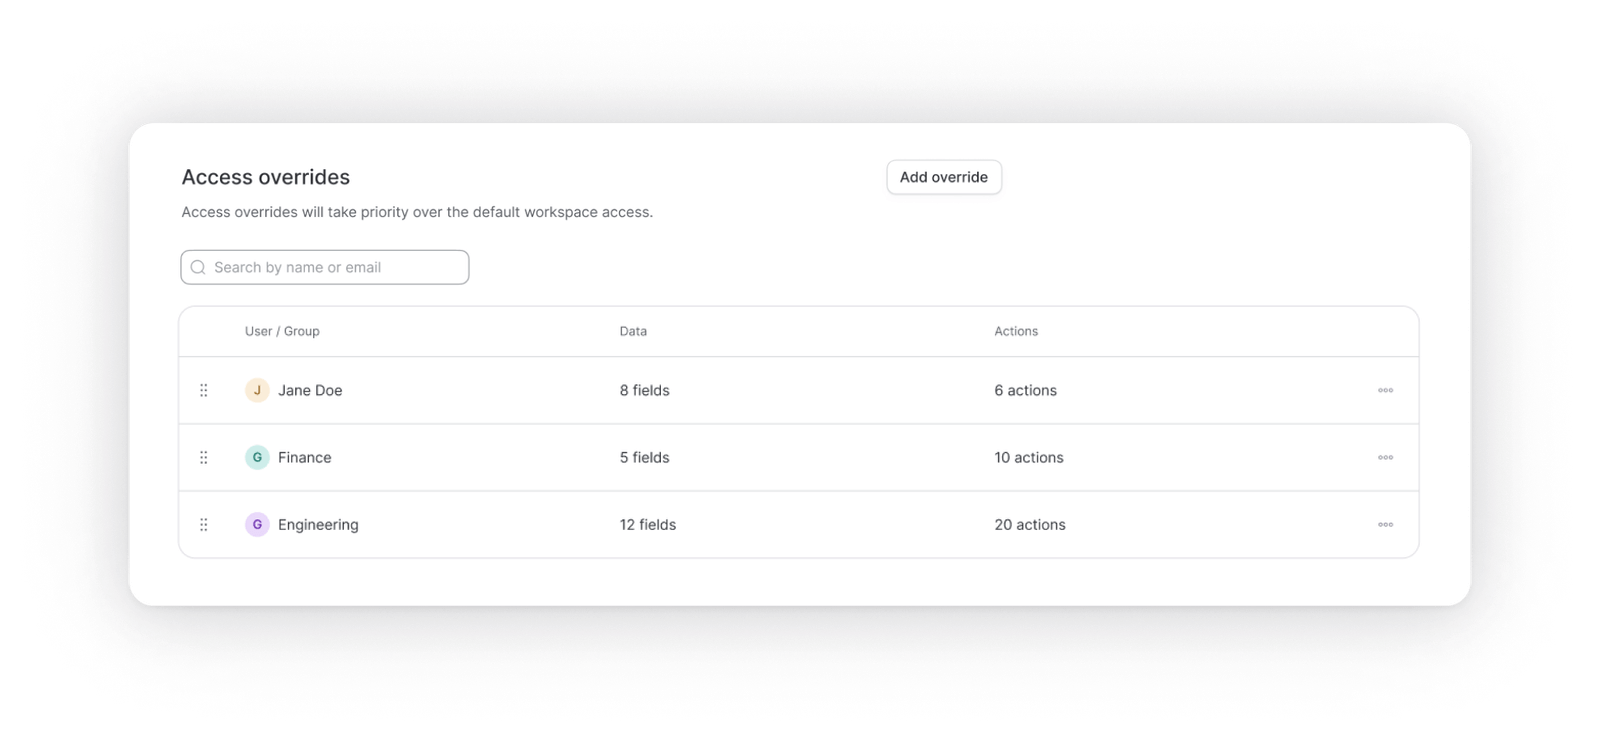 Access overrides
Add override
Access overrides will take priority over the default workspace access.
Search by name or email
User / Group Data Actions
J Jane Doe 8 fields 6 actions
G Finance 5 fields 10 actions
G Engineering 12 fields 20 actions